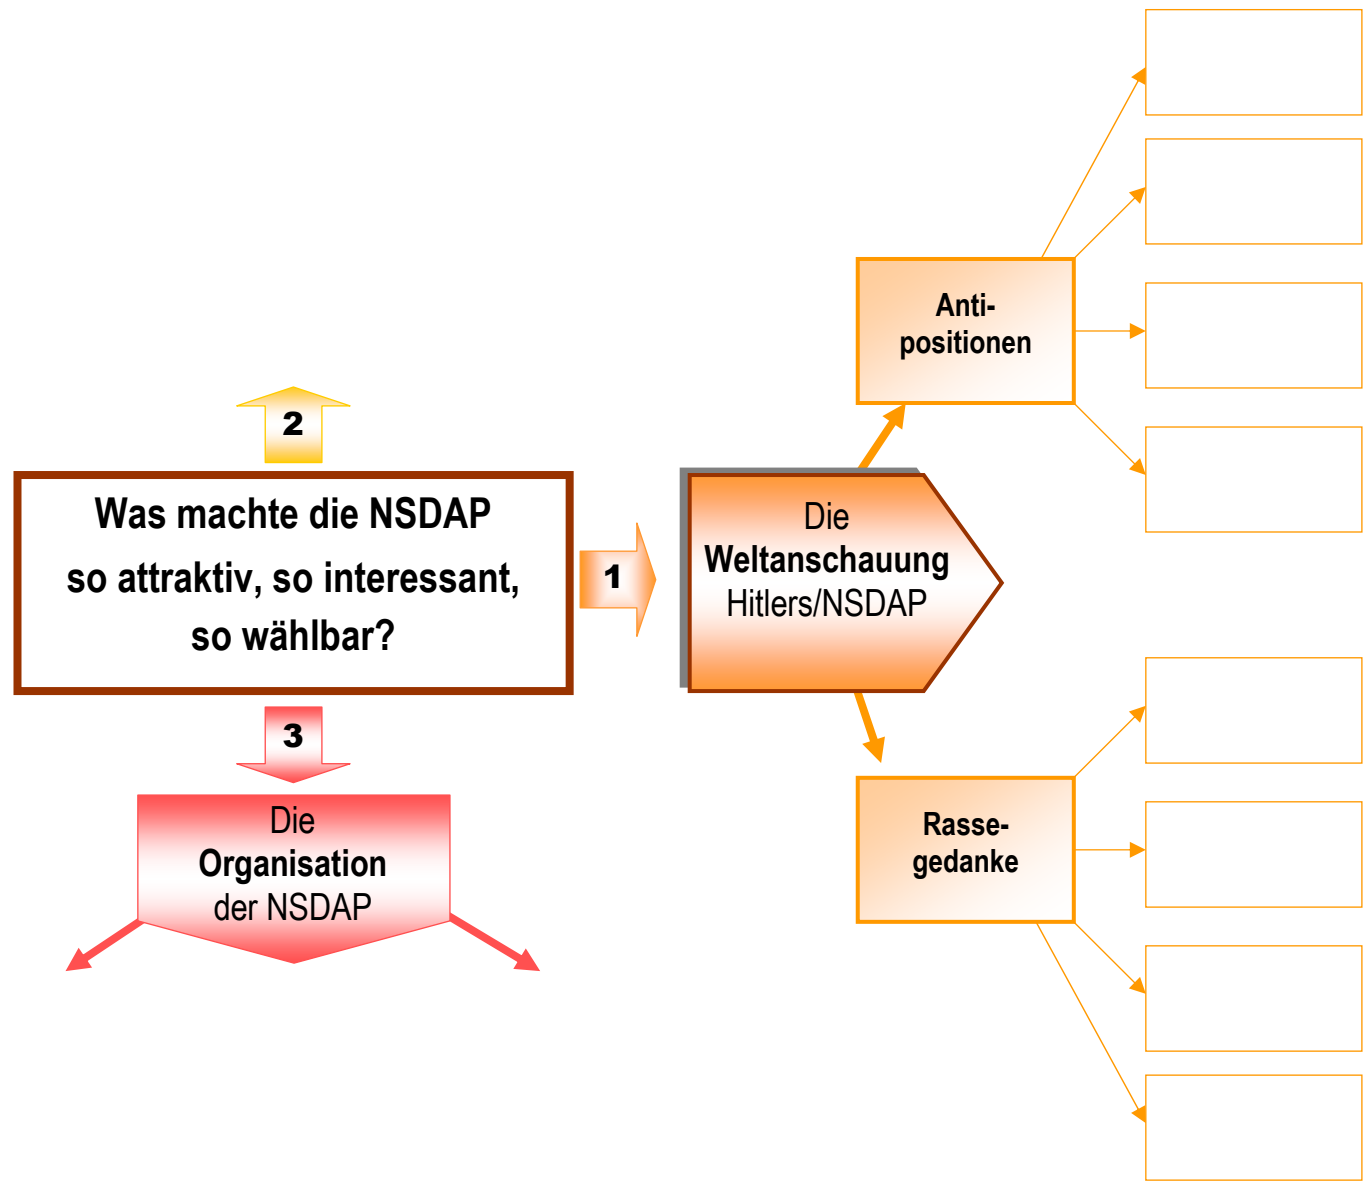 Anti-
positionen
2
Was machte die NSDAP
so attraktiv, so interessant,
so wählbar?
1
Die
Weltanschauung
Hitlers/NSDAP
3
Die
Organisation
der NSDAP
Rasse-
gedanke